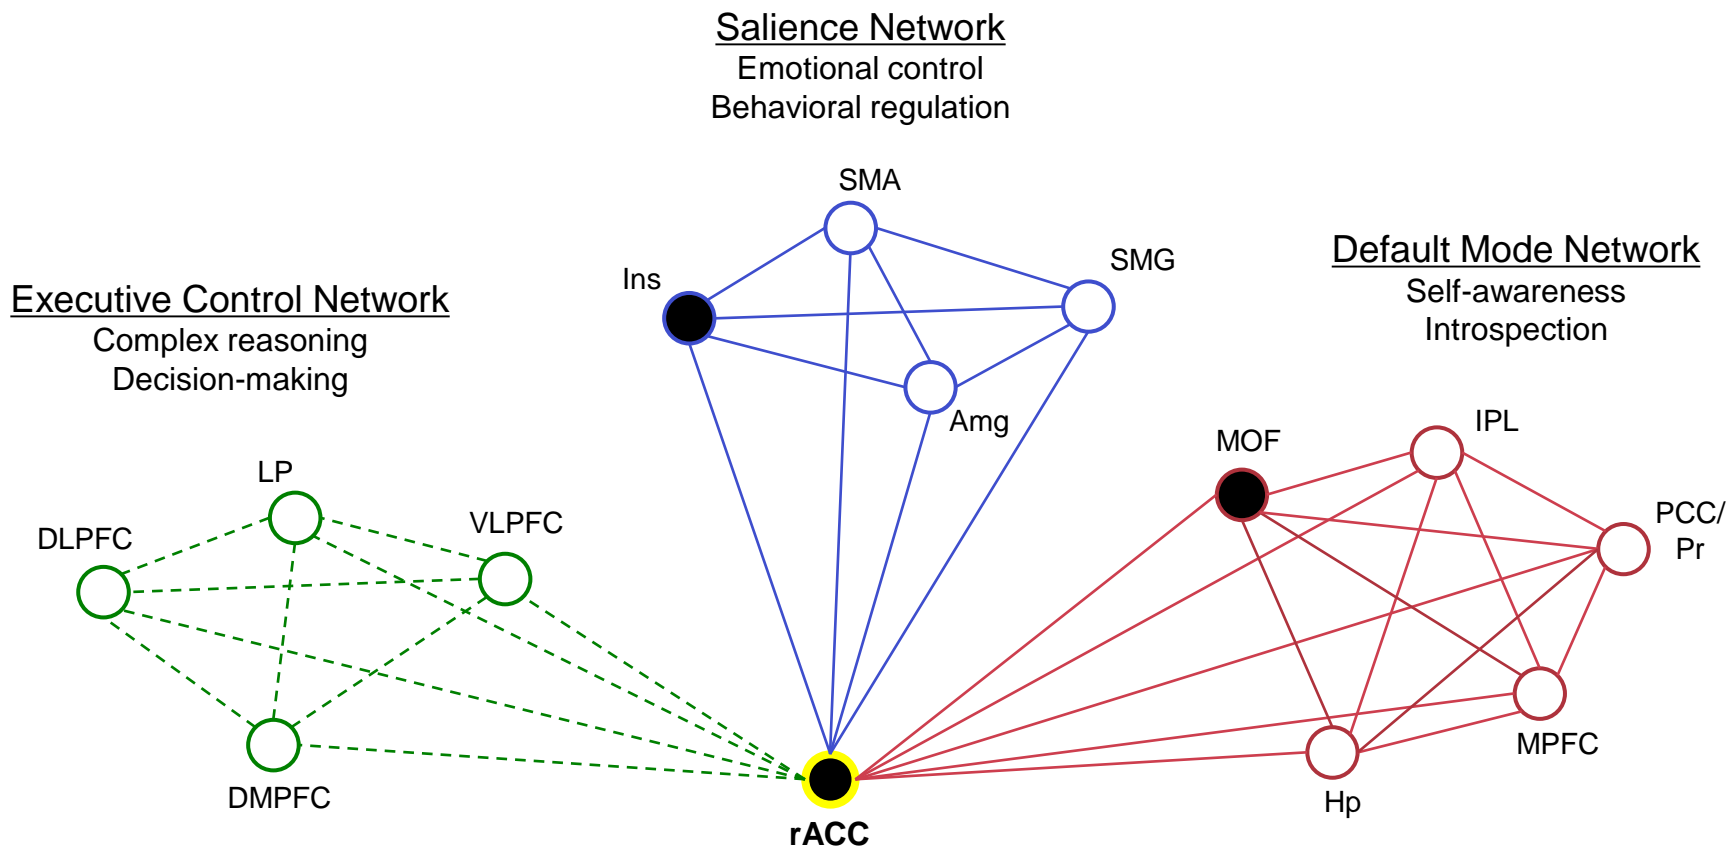 Salience Network
Emotional control
Behavioral regulation
SMA
SMG
Ins
Amg
Executive Control Network
Complex reasoning
Decision-making
LP
VLPFC
DLPFC
DMPFC
Default Mode Network
Self-awareness
Introspection
IPL
MOF
PCC/
Pr
MPFC
Hp
rACC